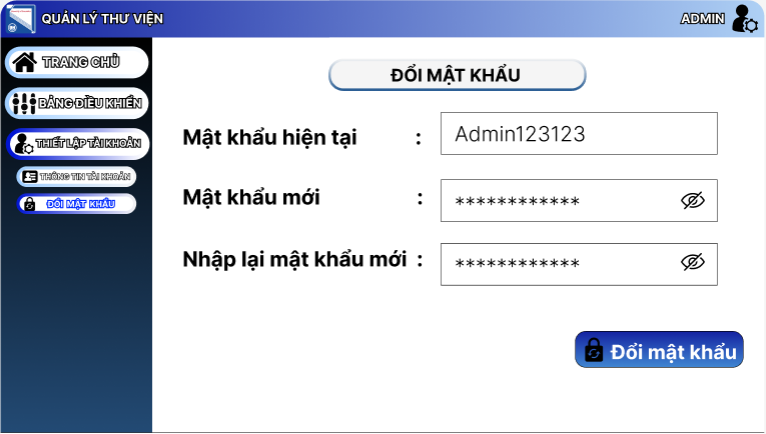 QUẢN LÝ THƯ VIỆN
ADMIN
TRANG CHỦ
BẢNG ĐIỀU KHIỂN
THIẾT LẬP TÀI KHOẢN
THÔNG TIN TÀI KHOẢN
ĐỔI MẬT KHẨU
ĐỔI MẬT KHẨU
Mật khẩu hiện tại : Admin123123
Mật khẩu mới : ************
Nhập lại mật khẩu mới : ************
Đổi mật khẩu